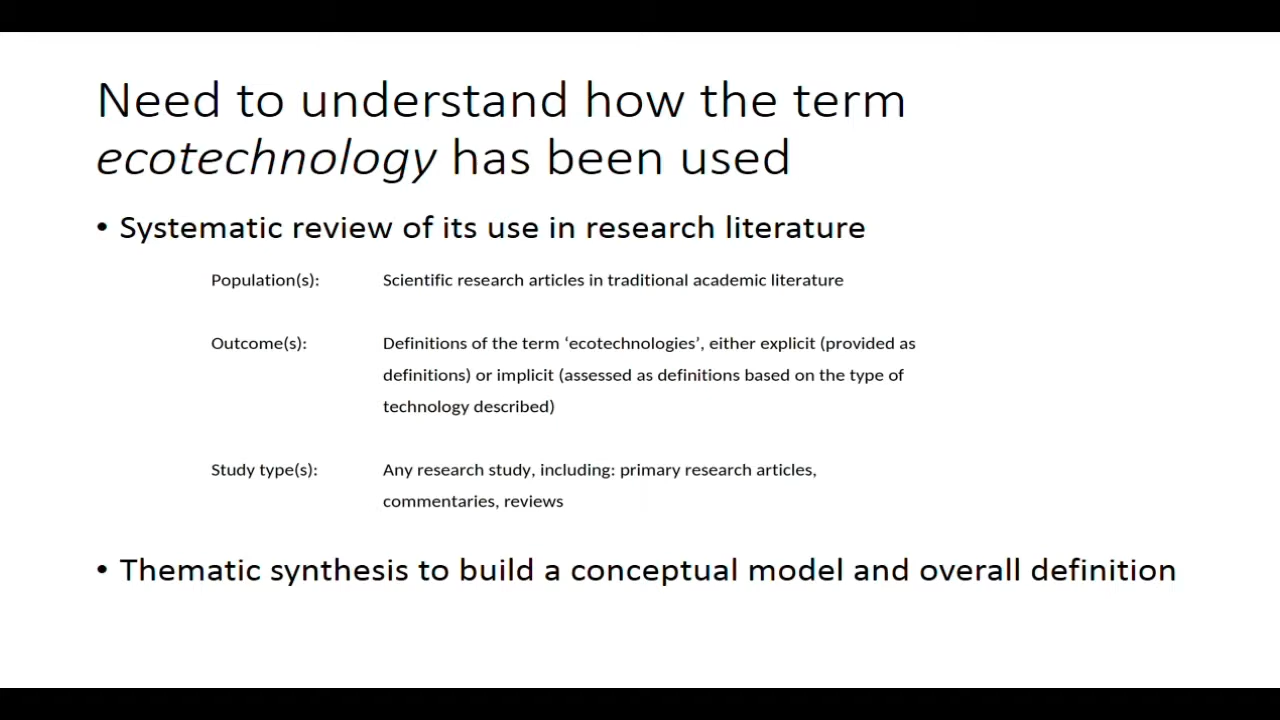 Need to understand how the term
ecotechnology has been used
• Systematic review of its use in research literature
Population(s): Scientific research articles in traditional academic literature
Outcome(s): Definitions of the term ‘ecotechnologies’, either explicit (provided as
definitions) or implicit (assessed as definitions based on the type of
technology described)
Study type(s): Any research study, including: primary research articles,
commentaries, reviews
• Thematic synthesis to build a conceptual model and overall definition